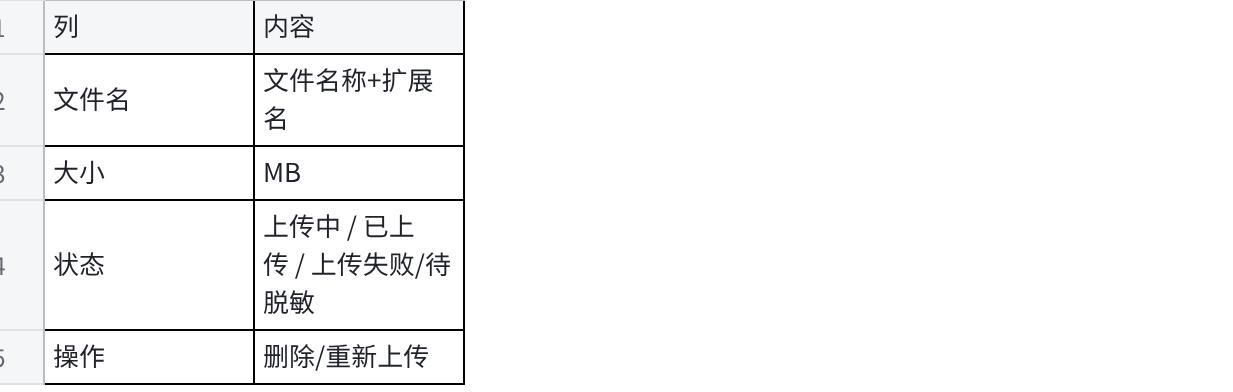 列 内容
文件名 文件名称+扩展
名
大小 MB
状态 上传中 / 已上
传 / 上传失败/待
脱敏
操作 删除/重新上传